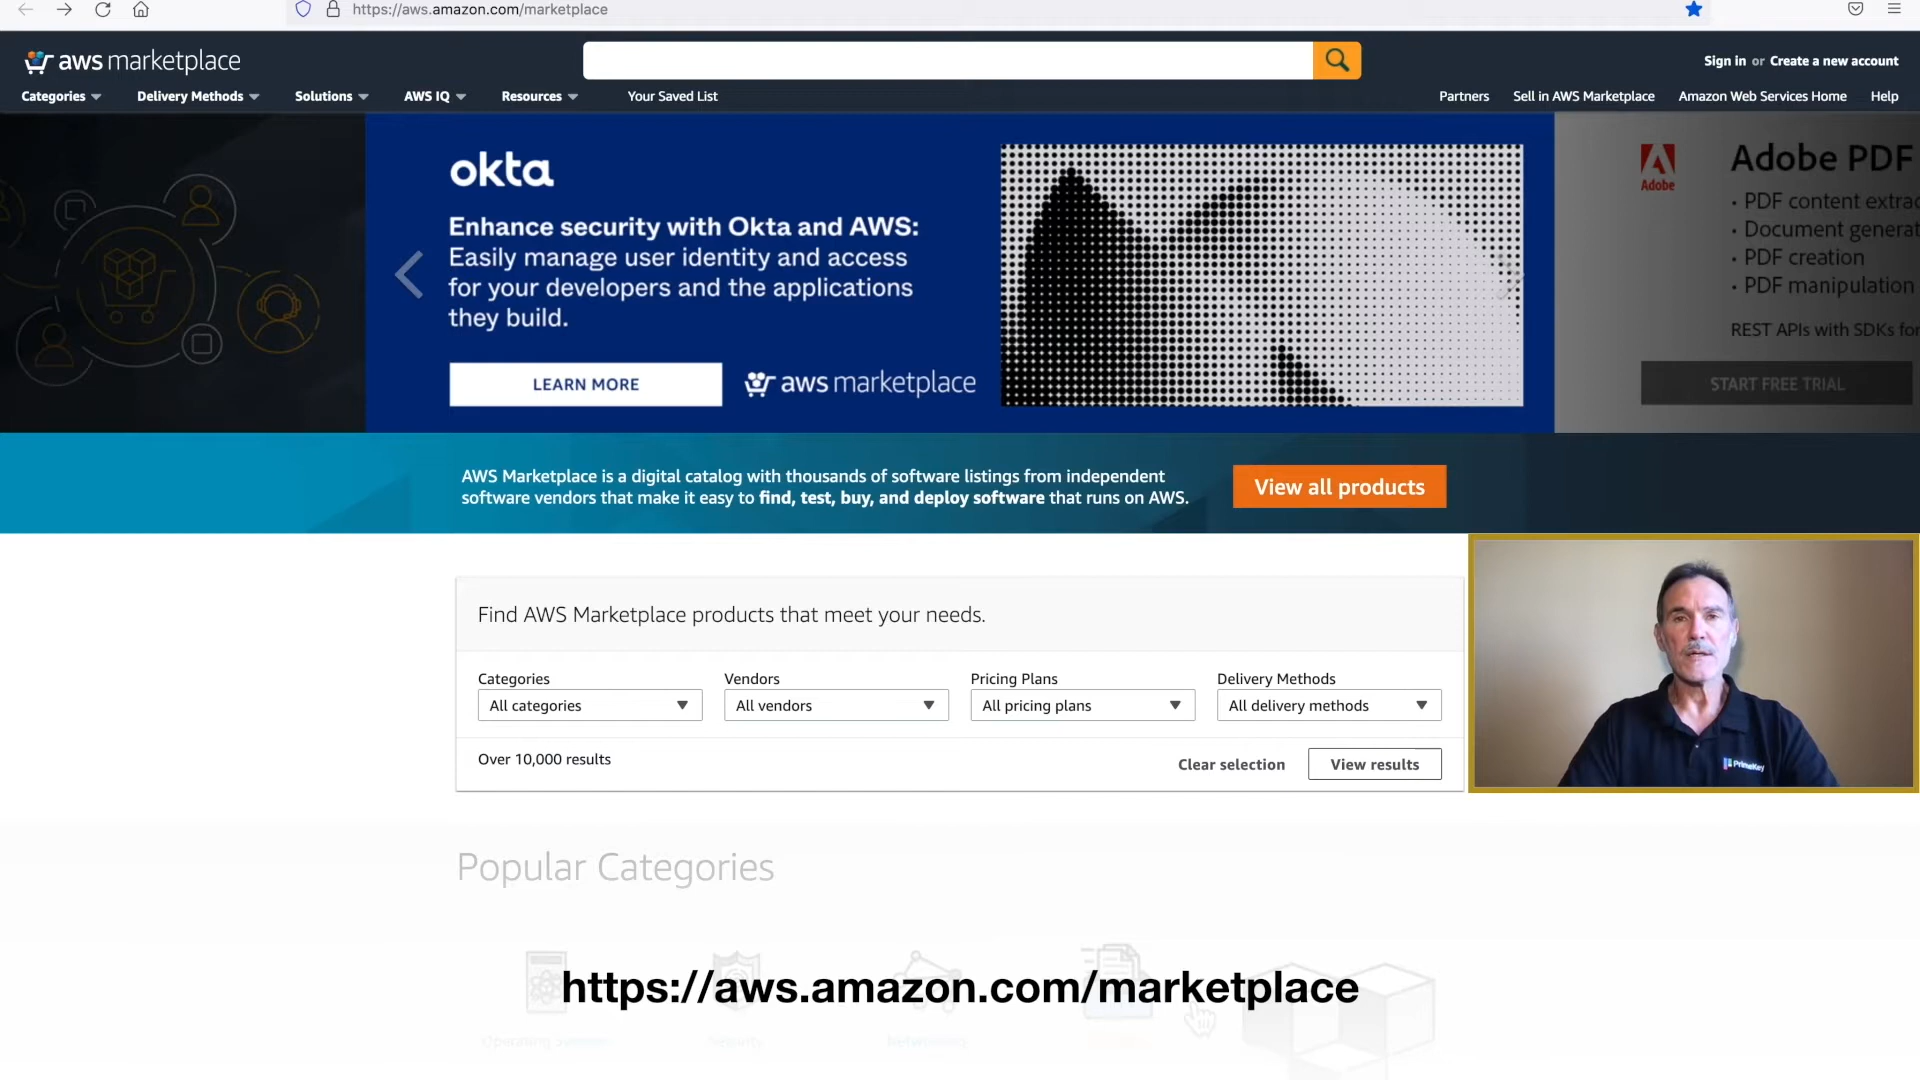 https://aws.amazon.com/marketplace
aws marketplace
Sign in or Create a new account
Categories
Delivery Methods
Solutions
AWS IQ
Resources
Your Saved List
Partners
Sell in AWS Marketplace
Amazon Web Services Home
Help
okta
Enhance security with Okta and AWS:
Easily manage user identity and access
for your developers and the applications
they build.
LEARN MORE
aws marketplace
Adobe
Adobe PDF
• PDF content
• Document
• PDF creation
• PDF manipulation
REST APIs with SDKs for
START FREE TRIAL
AWS Marketplace is a digital catalog with thousands of software listings from independent
software vendors that make it easy to find, test, buy, and deploy software that runs on AWS.
View all products
Find AWS Marketplace products that meet your needs.
Categories
Vendors
Pricing Plans
Delivery Methods
All categories
All vendors
All pricing plans
All delivery methods
Over 10,000 results
Clear selection
View results
PrimeKey
Popular Categories
https://aws.amazon.com/marketplace
Operating Systems
Security
Networking